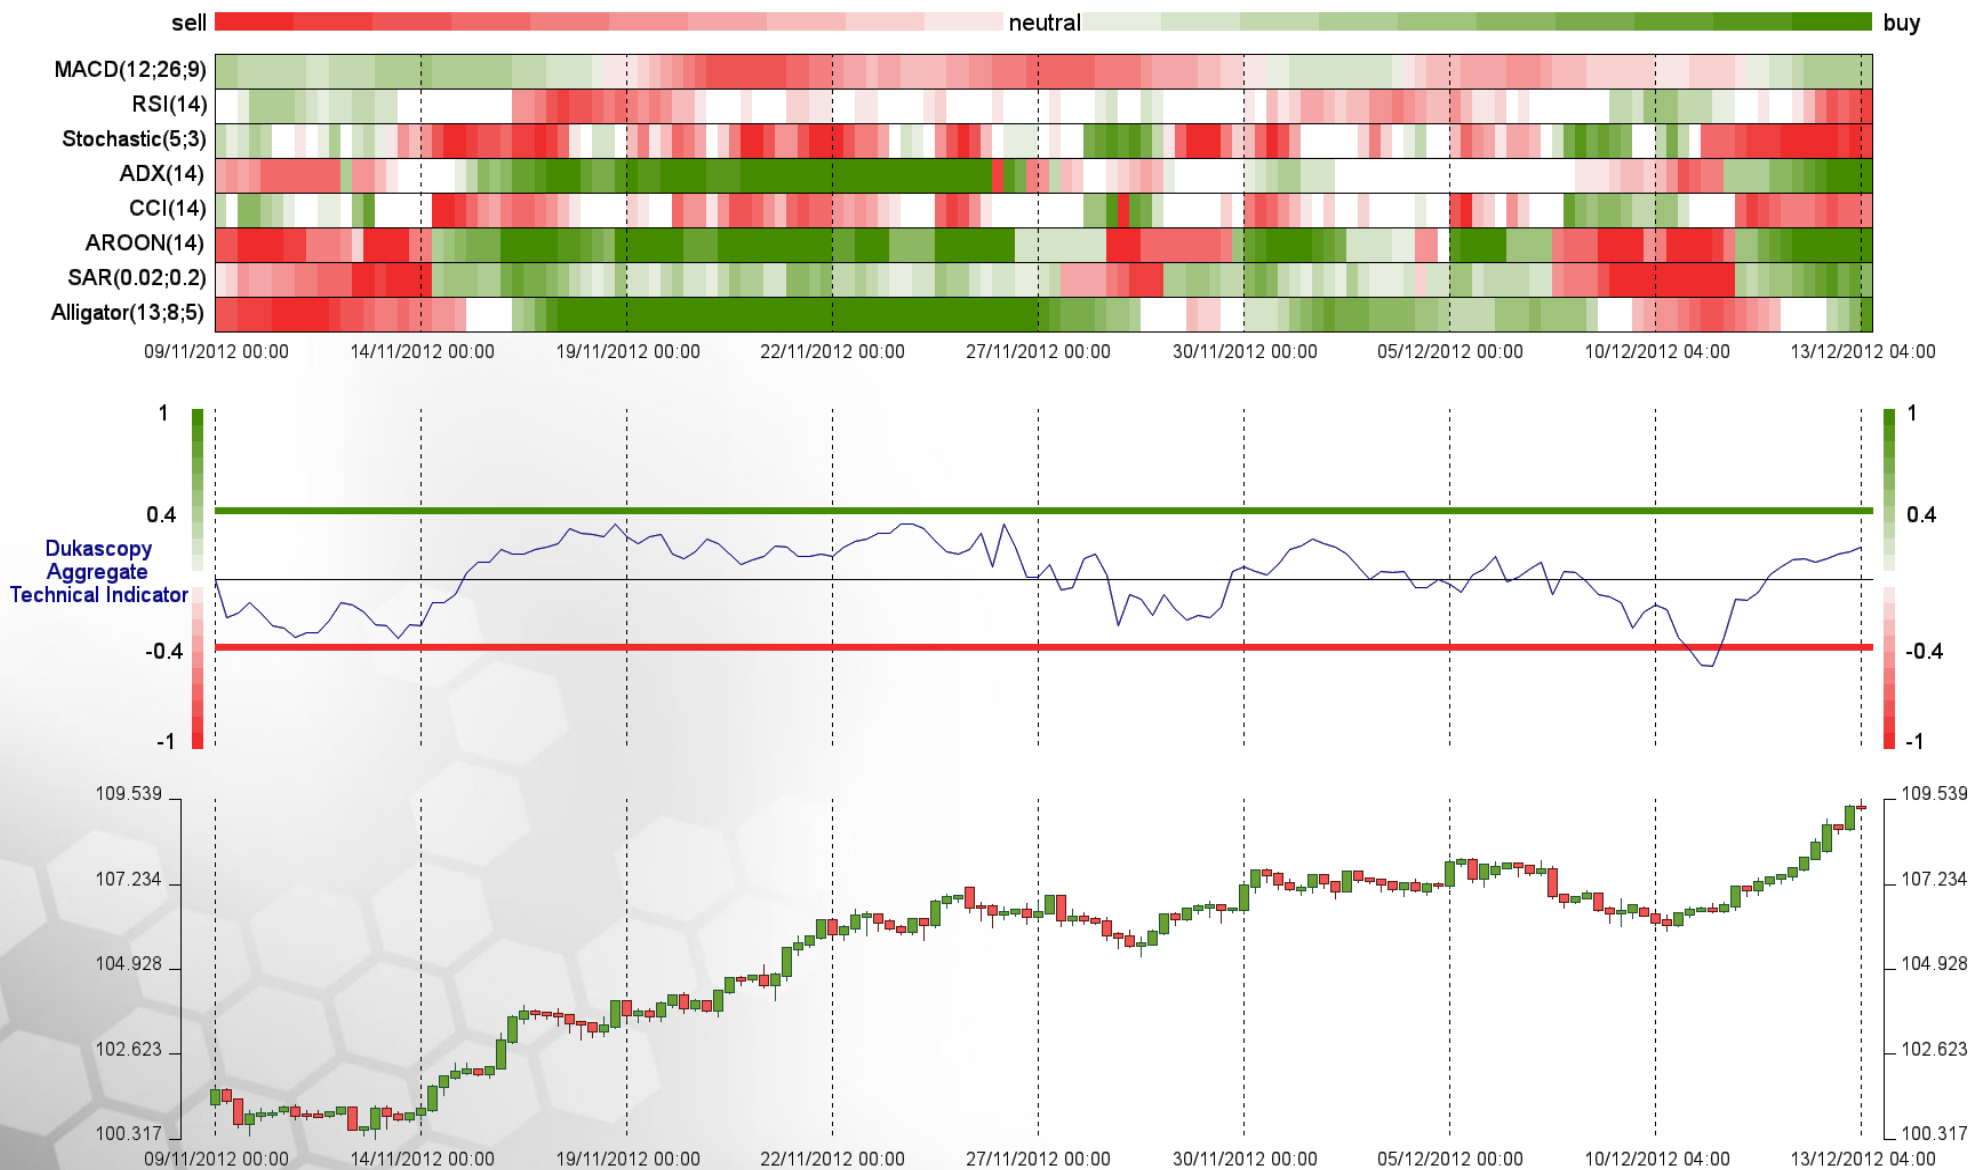 sell neutral buy
MACD(12;26;9)
RSI(14)
Stochastic(5;3)
ADX(14)
CCI(14)
AROON(14)
SAR(0.02;0.2)
Alligator(13;8;5)
09/11/2012 00:00 14/11/2012 00:00 19/11/2012 00:00 22/11/2012 00:00 27/11/2012 00:00 30/11/2012 00:00 05/12/2012 00:00 10/12/2012 04:00 13/12/2012 04:00
1 1
0.4 0.4
Dukascopy
Aggregate
Technical Indicator
-0.4 -0.4
-1 -1
109.539 109.539
107.234 107.234
104.928 104.928
102.623 102.623
100.317 100.317
09/11/2012 00:00 14/11/2012 00:00 19/11/2012 00:00 22/11/2012 00:00 27/11/2012 00:00 30/11/2012 00:00 05/12/2012 00:00 10/12/2012 04:00 13/12/2012 04:00